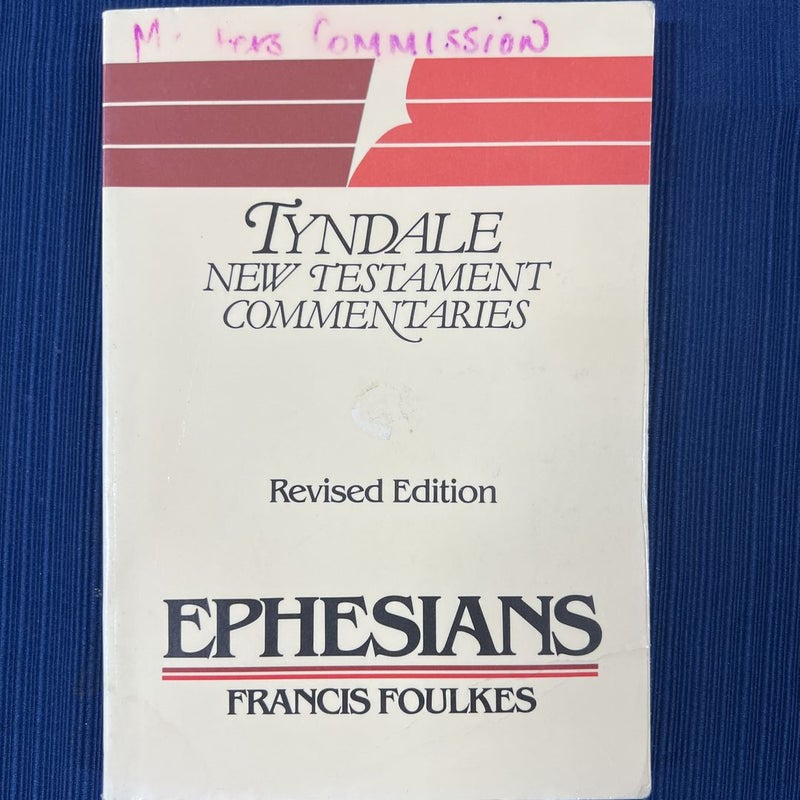 COMMISSION
TYNDALE
NEW TESTAMENT
COMMENTARIES
Revised Edition
EPHESIANS
FRANCIS FOULKES